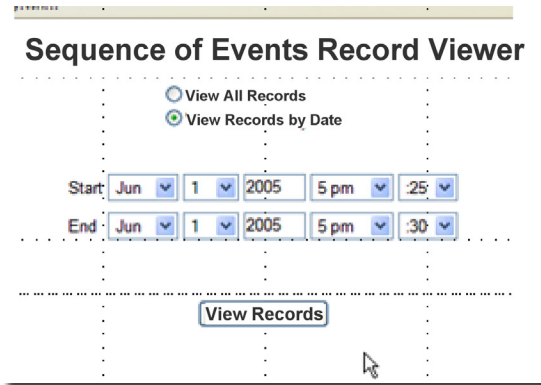 Sequence of Events Record Viewer
View All Records
View Records by Date
Start Jun 1 2005 5 pm :25
End Jun 1 2005 5 pm :30
View Records